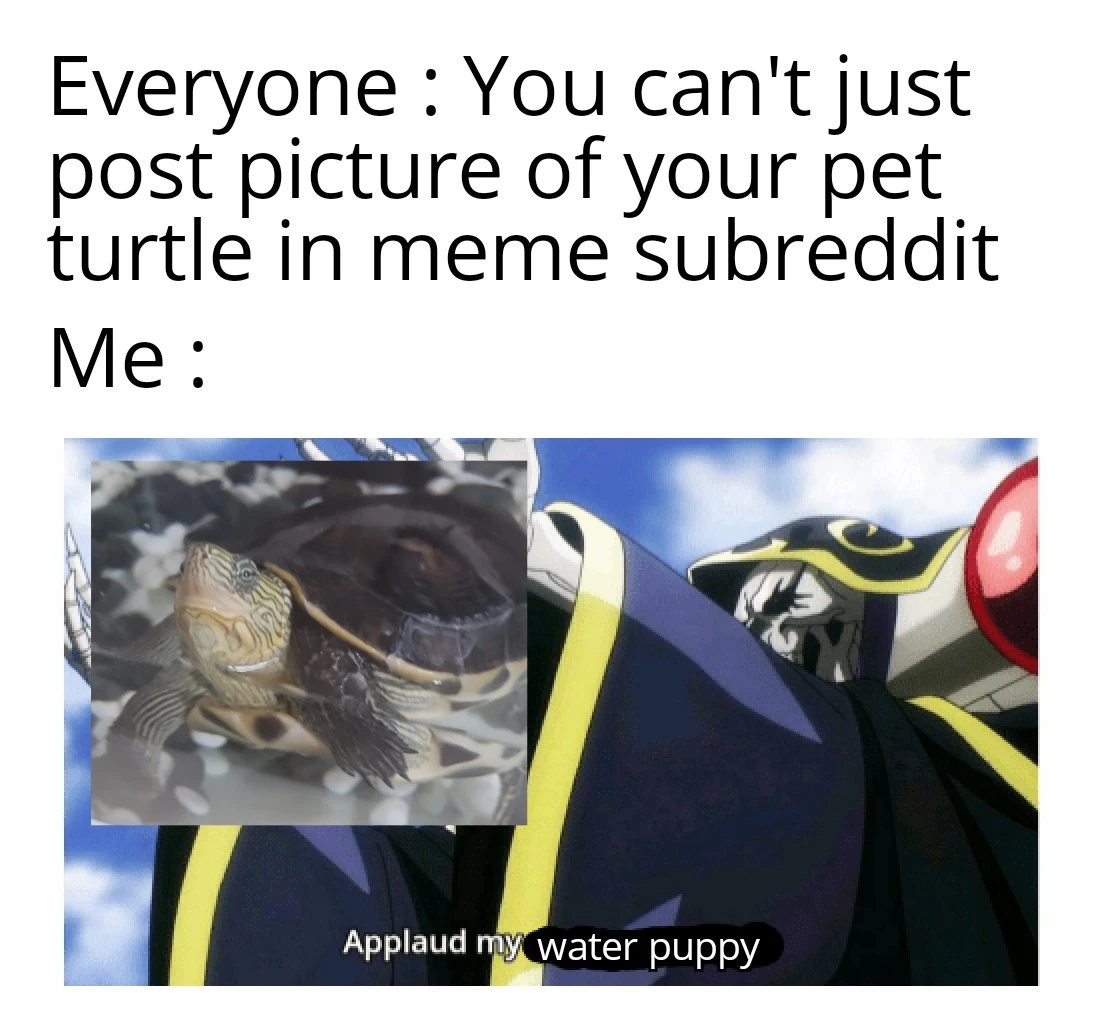 Everyone : You can't just
post picture of your pet
turtle in meme subreddit
Me :
Applaud my water puppy